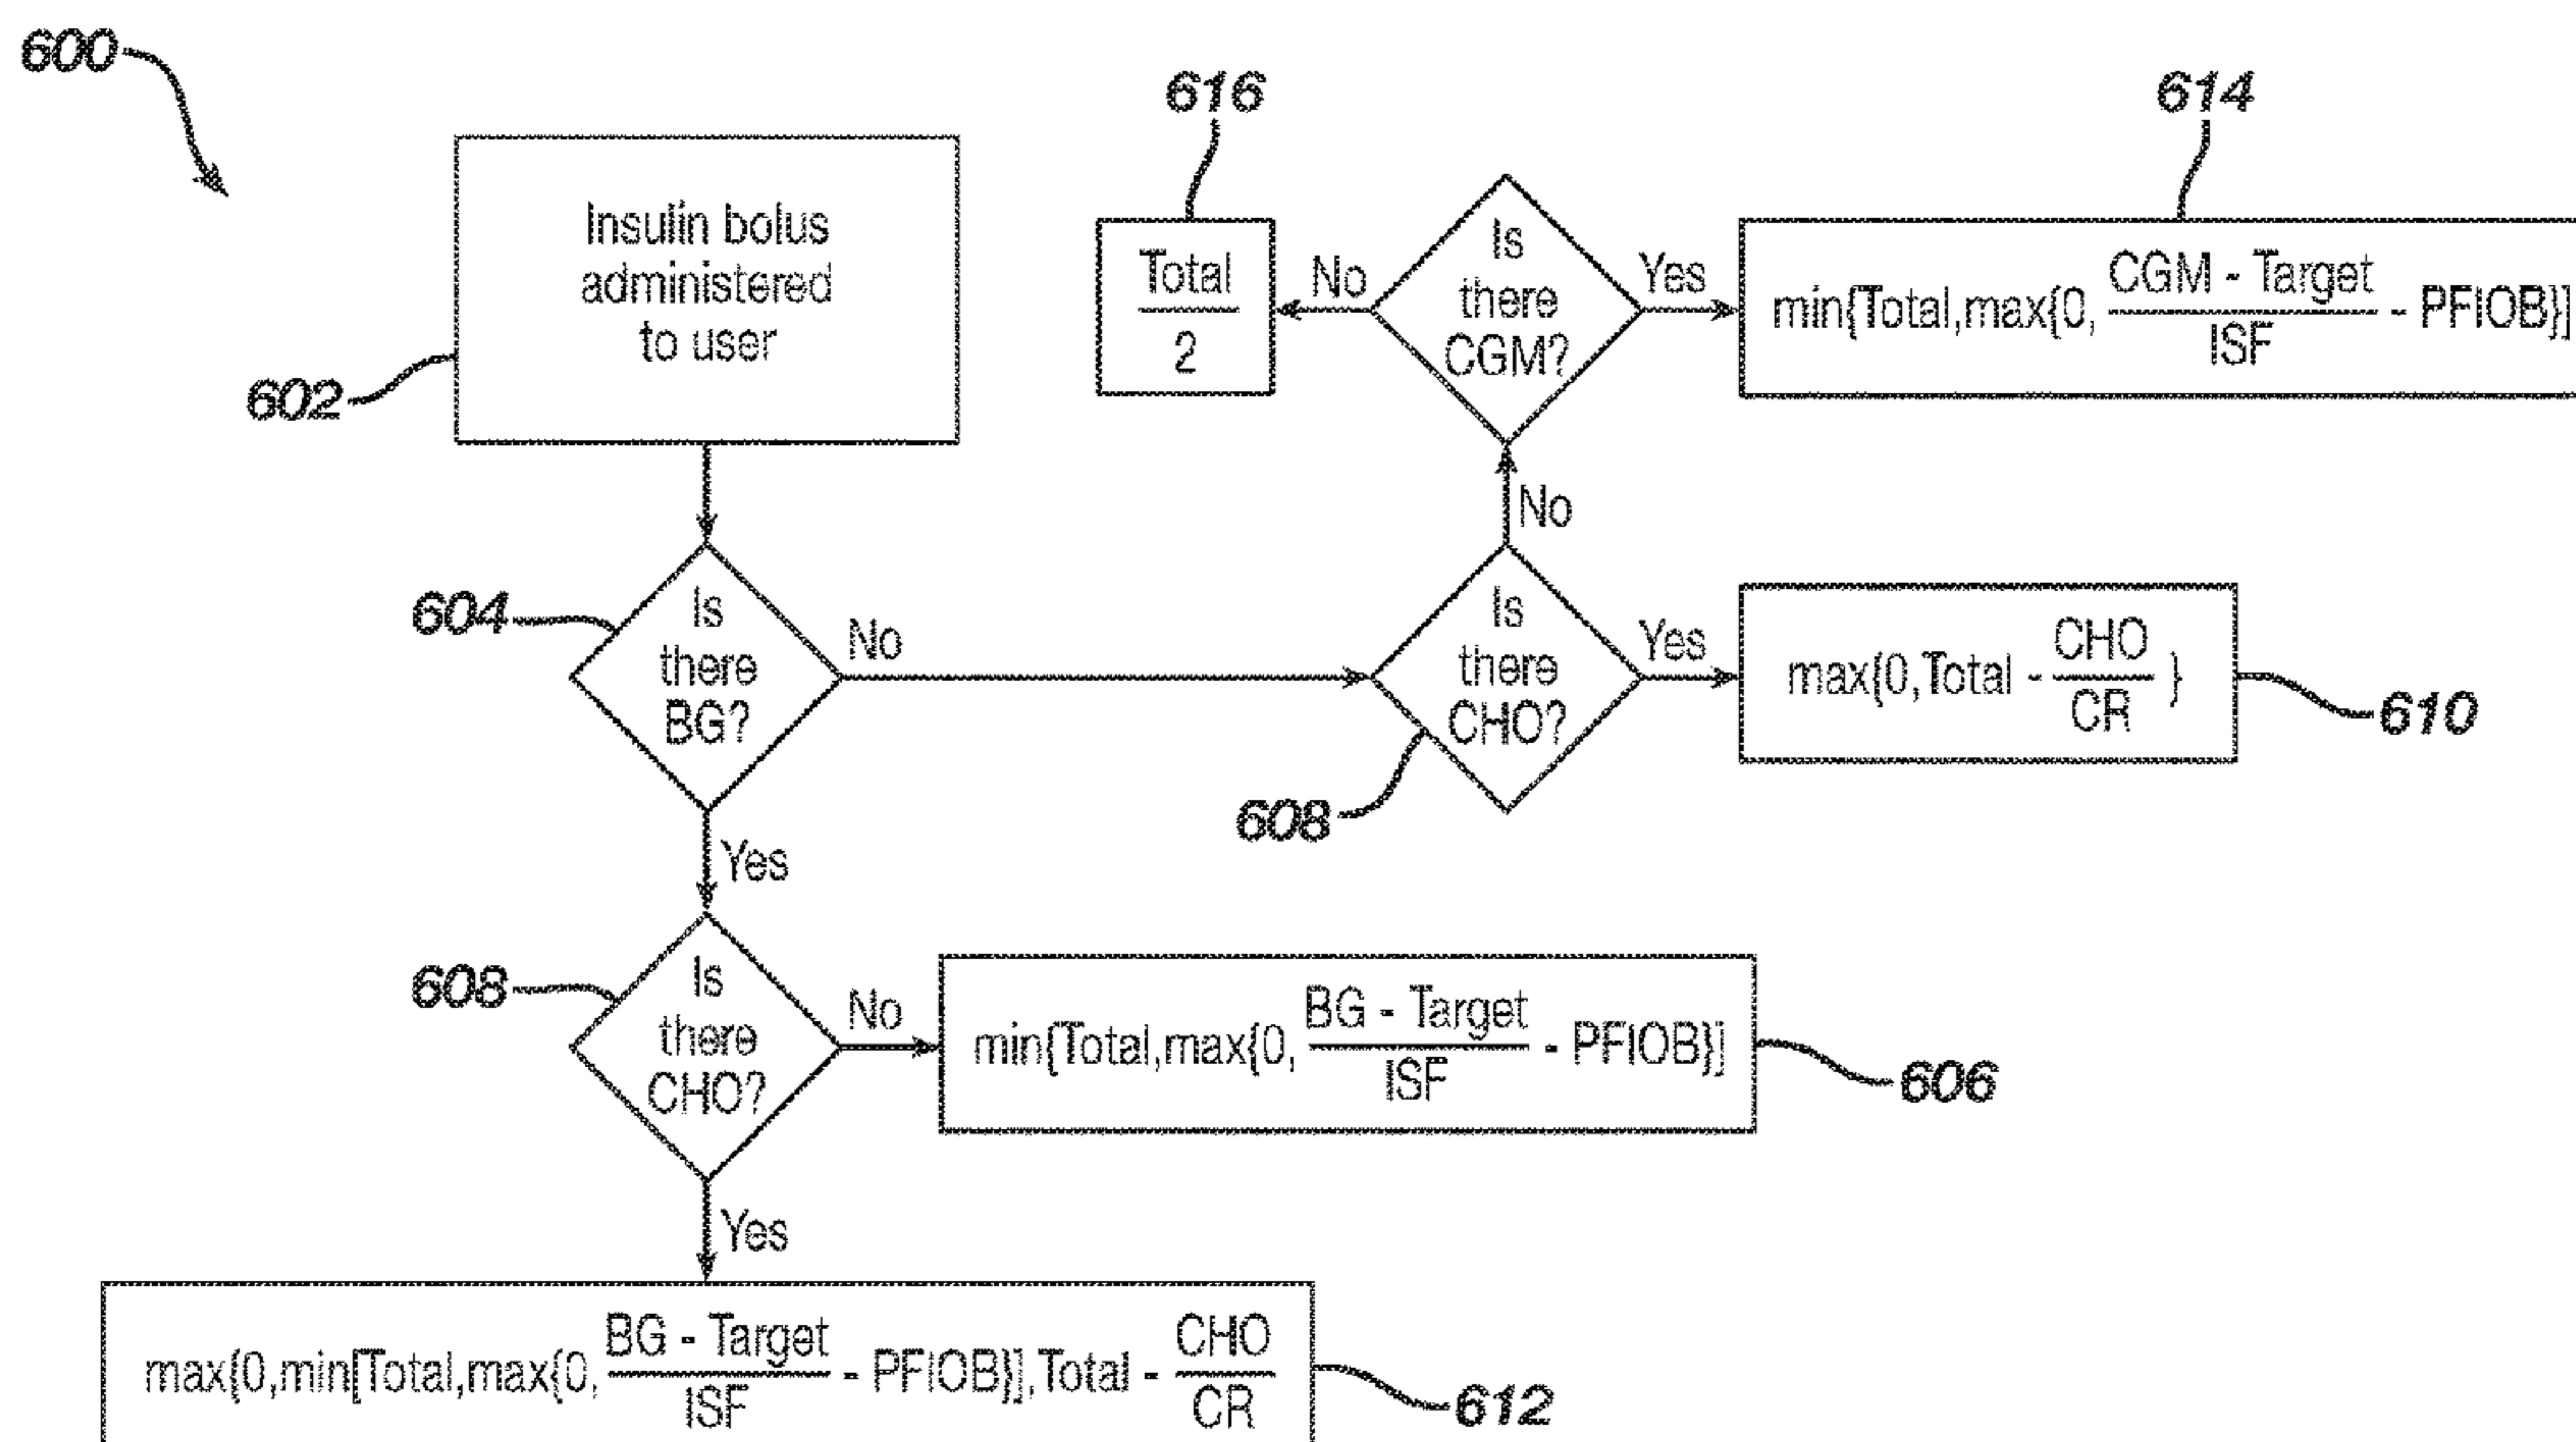 600
616
614
Insulin bolus
administered
to user
602
Total
2
No
Is
there
CGM?
Yes
min{Total,max{0, CGM - Target
ISF
- PFIOB}]
No
604
Is
there
BG?
No
Is
there
CHO?
Yes
max{0,Total - CHO
CR
}
610
608
Yes
608
Is
there
CHO?
No
min{Total,max{0, BG - Target
ISF
- PFIOB}]
606
Yes
max{0,min[Total,max{0, BG - Target
ISF
- PFIOB}],Total - CHO
CR
612